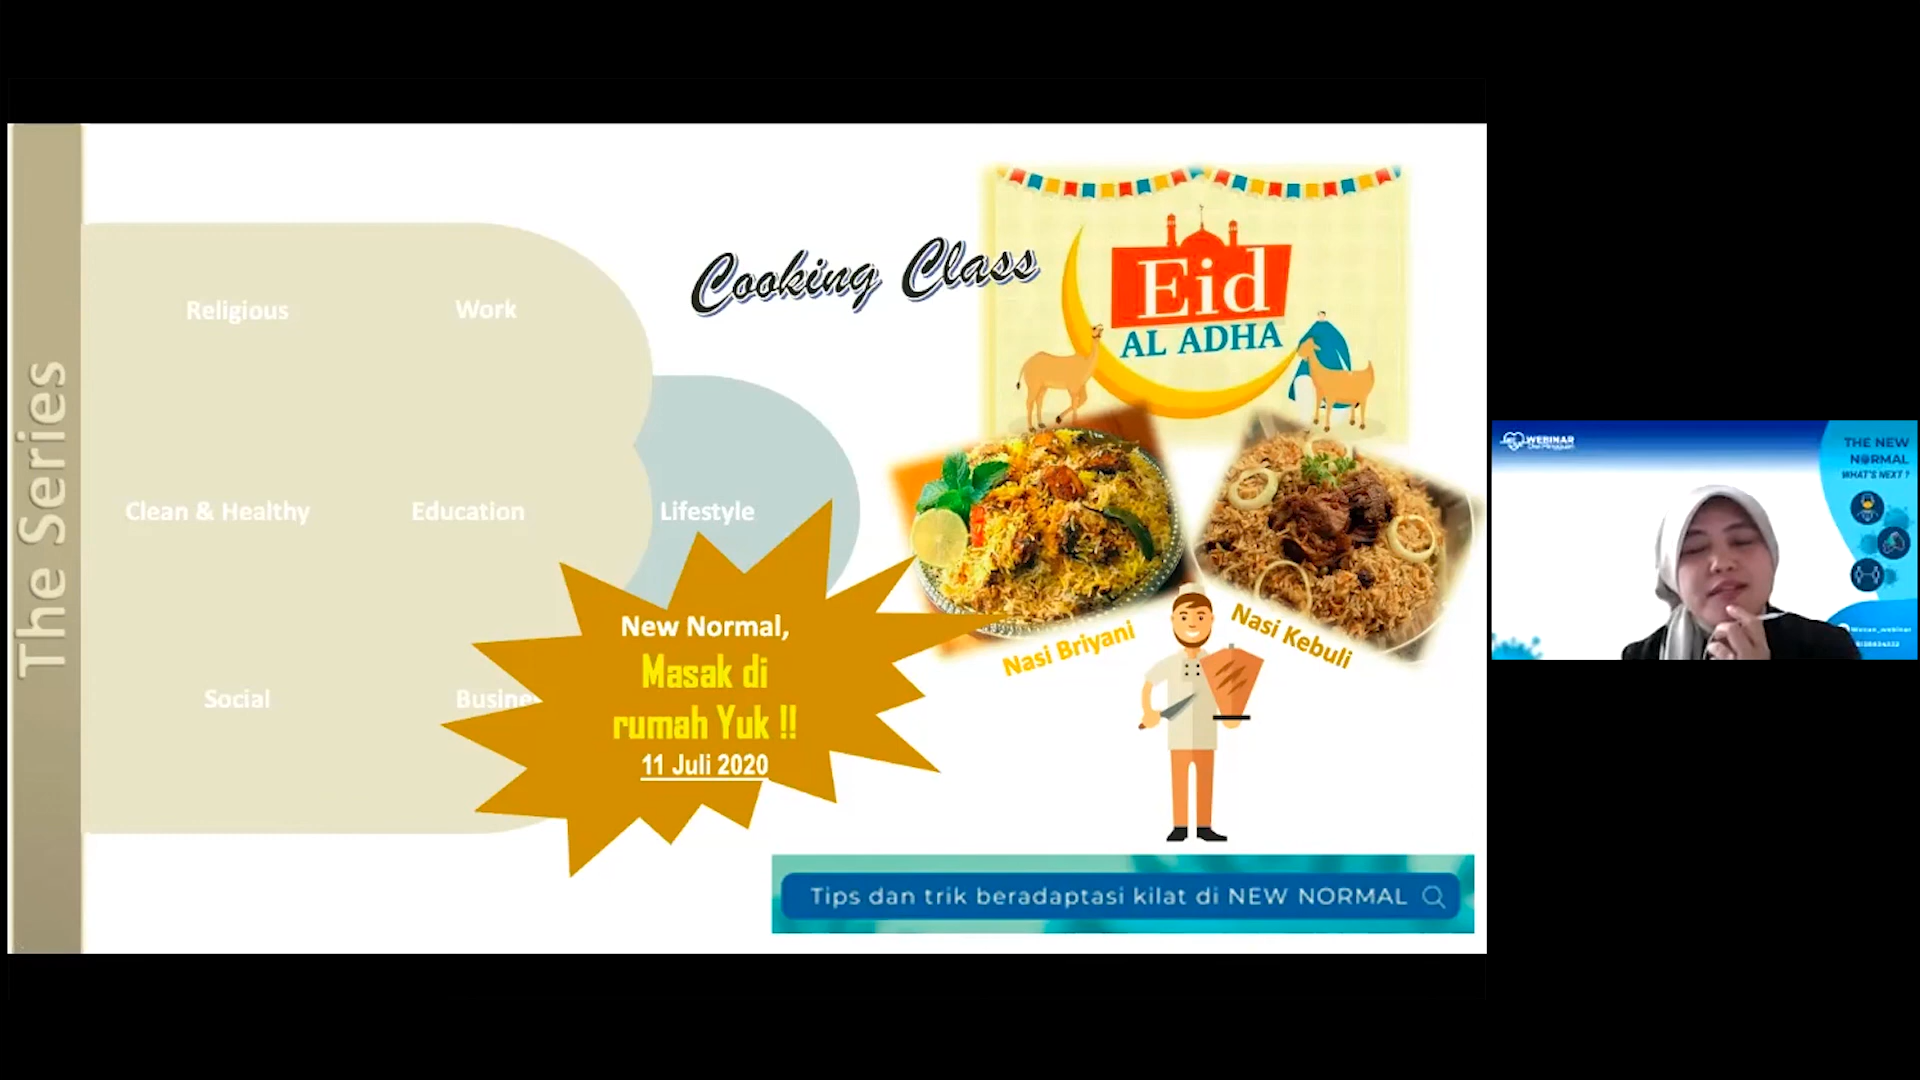 The Series
Religious
Work
Clean & Healthy
Education
Lifestyle
Social
Busine
New Normal,
Masak di
rumah Yuk !!
11 Juli 2020
Cooking Class
Eid
AL ADHA
Nasi Briyani
Nasi Kebuli
Tips dan trik beradaptasi kilat di NEW NORMAL
WEBINAR
THE NEW
NORMAL
WHAT'S NEXT ?